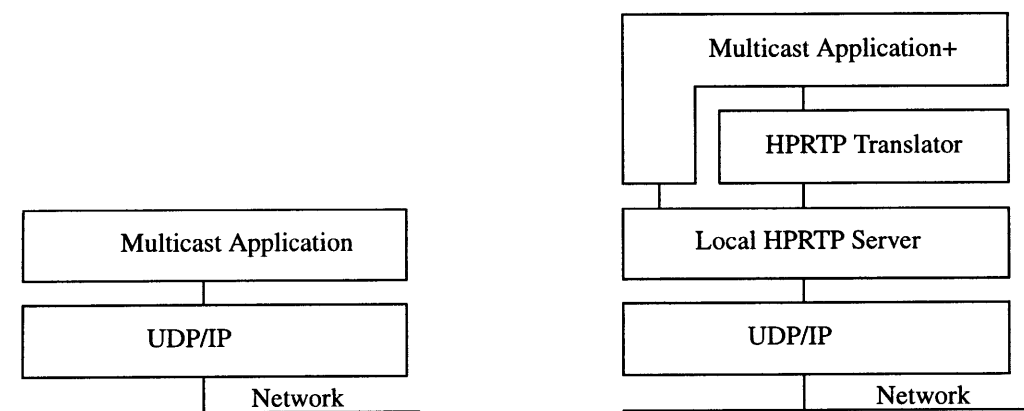 Multicast Application
UDP/IP
Network
Multicast Application+
HPRTP Translator
Local HPRTP Server
UDP/IP
Network